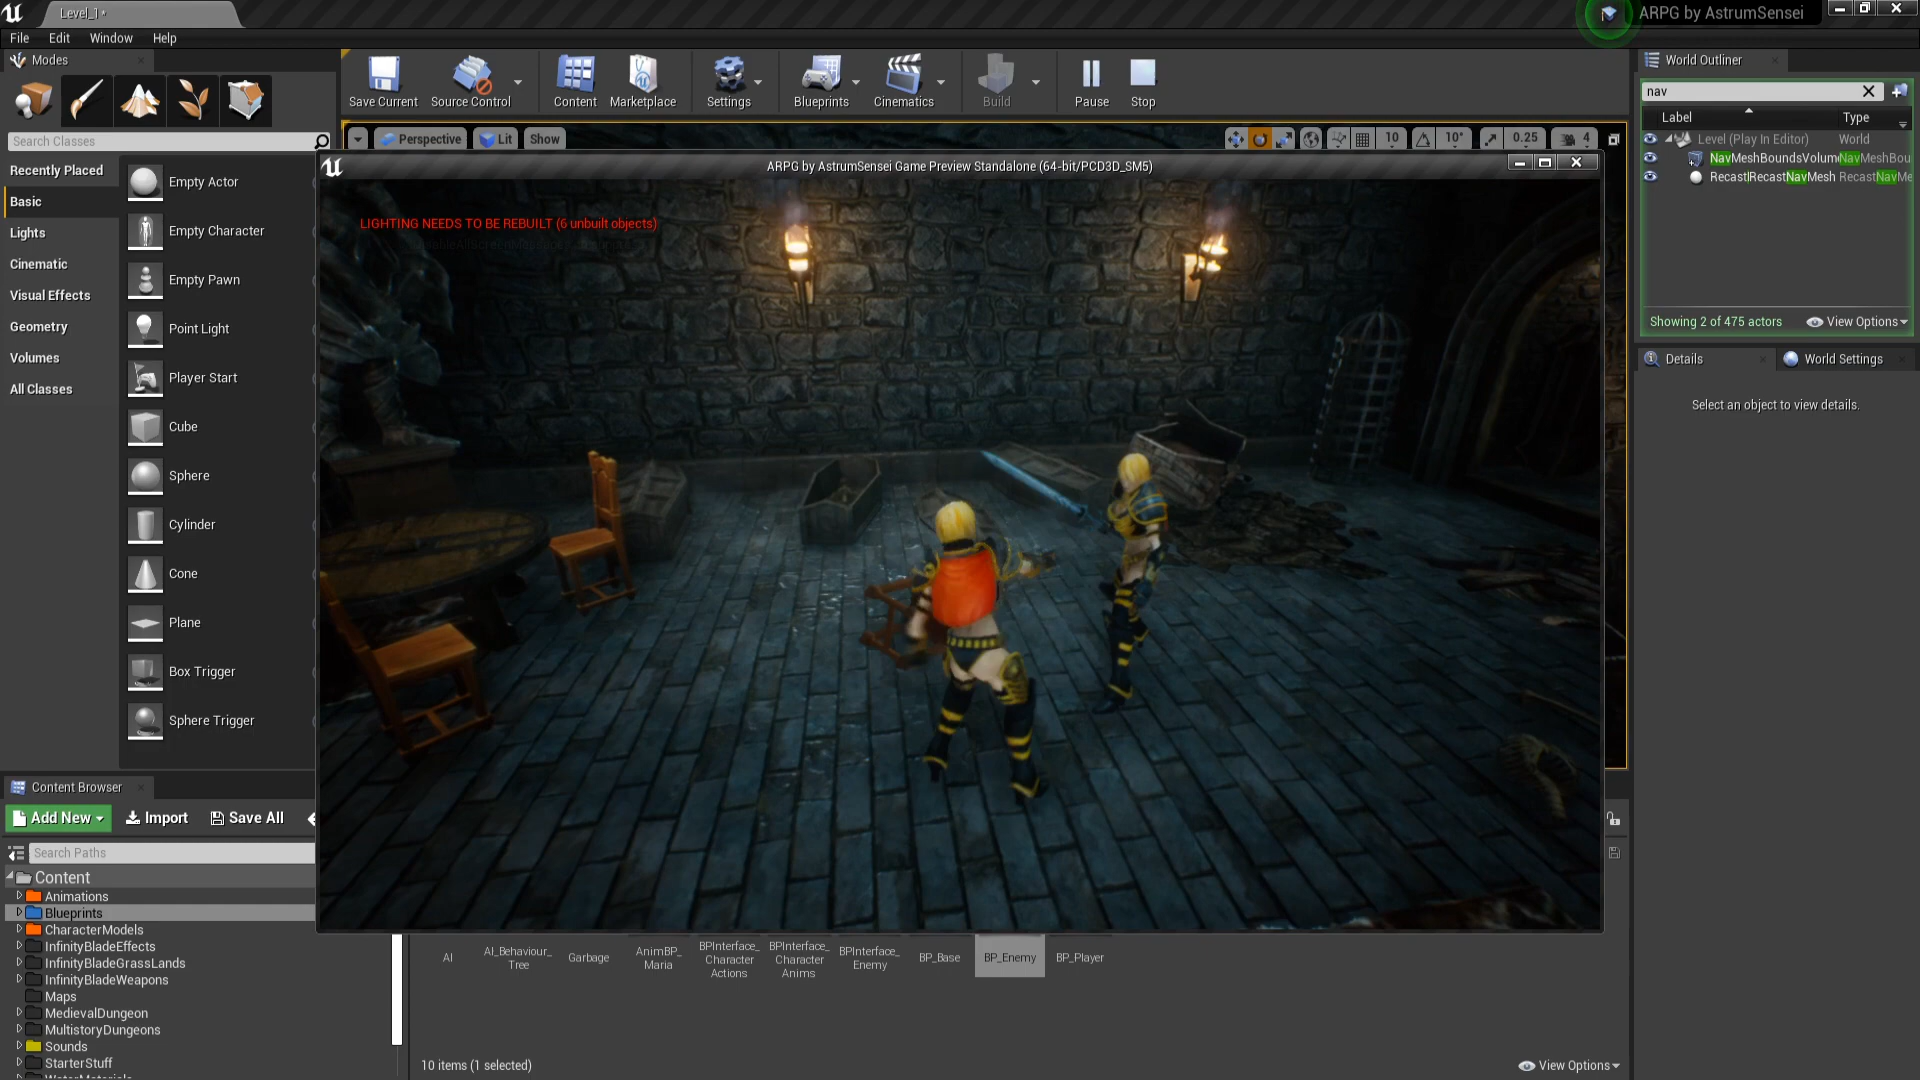 Level_1*
ARPG by AstrumSensei
File Edit Window Help
Modes
Save Current Source Control Content Marketplace Settings Blueprints Cinematics Build Pause Stop
World Outliner
nav
Label Type
Search Classes
Perspective Lit Show
10 10° 0.25 4
Level (Play In Editor) World
NavMeshBoundsVolum NavMeshBou
Recast|RecastNavMesh RecastNavMe
ARPG by AstrumSensei Game Preview Standalone (64-bit/PCD3D_SM5)
Recently Placed
Basic
Lights
Cinematic
Visual Effects
Geometry
Volumes
All Classes
Empty Actor
Empty Character
Empty Pawn
Point Light
Player Start
Cube
Sphere
Cylinder
Cone
Plane
Box Trigger
Sphere Trigger
LIGHTING NEEDS TO BE REBUILT (6 unbuilt objects)
Showing 2 of 475 actors View Options
Details World Settings
Select an object to view details.
Content Browser
Add New Import Save All
Search Paths
Content
Animations
Blueprints
CharacterModels
InfinityBladeEffects
InfinityBladeGrassLands
InfinityBladeWeapons
Maps
MedievalDungeon
MultistoryDungeons
Sounds
StarterStuff
AI
AI_Behaviour_
Tree
Garbage
AnimBP_
Maria
BPInterface_
Character
Actions
BPInterface_
Character
Anims
BPInterface_
Enemy
BP_Base
BP_Enemy
BP_Player
10 items (1 selected)
View Options